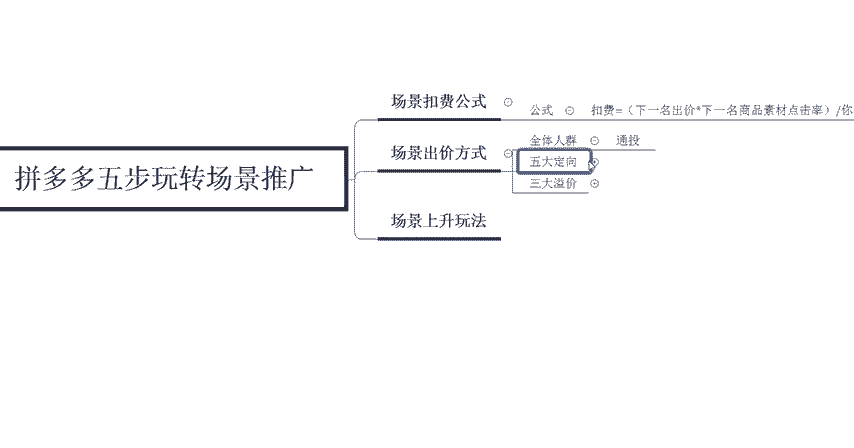 拼多多五步玩转场景推广
场景扣费公式
公式
扣费=（下一名出价*下一名商品素材点击率）/你
场景出价方式
全体人群
通投
五大定向
三大溢价
场景上升玩法